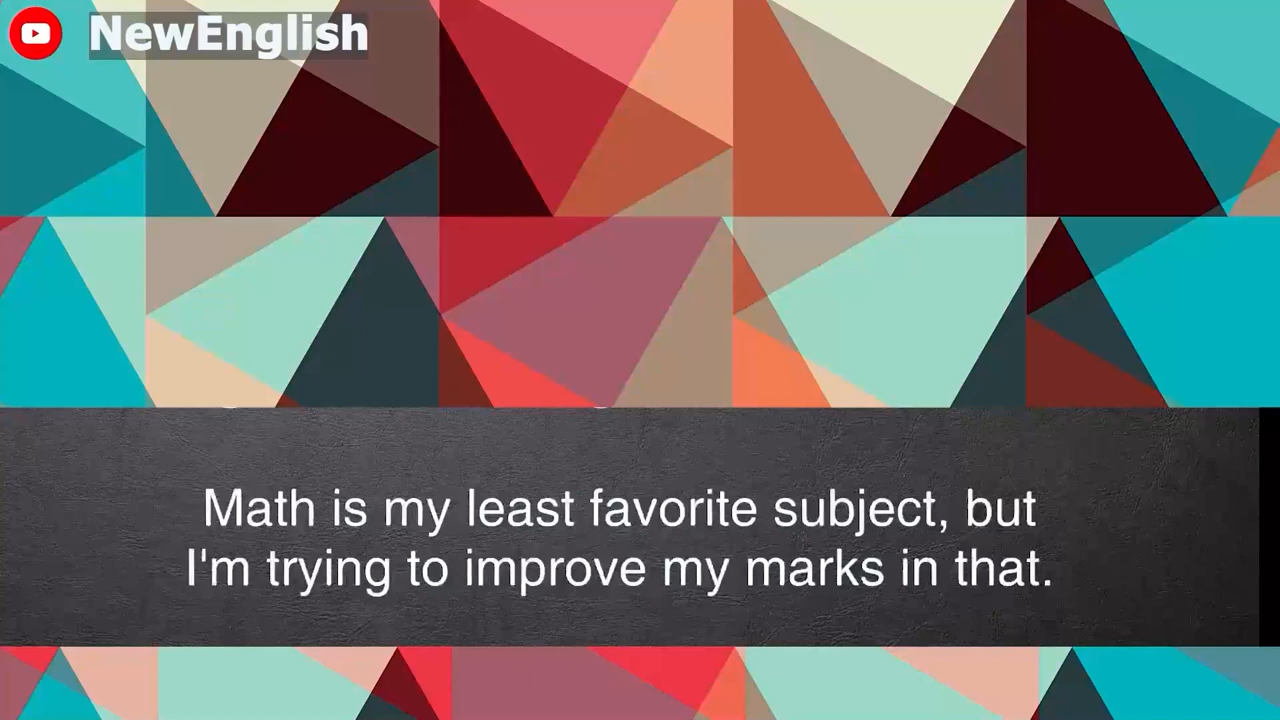 NewEnglish
Math is my least favorite subject, but
I'm trying to improve my marks in that.